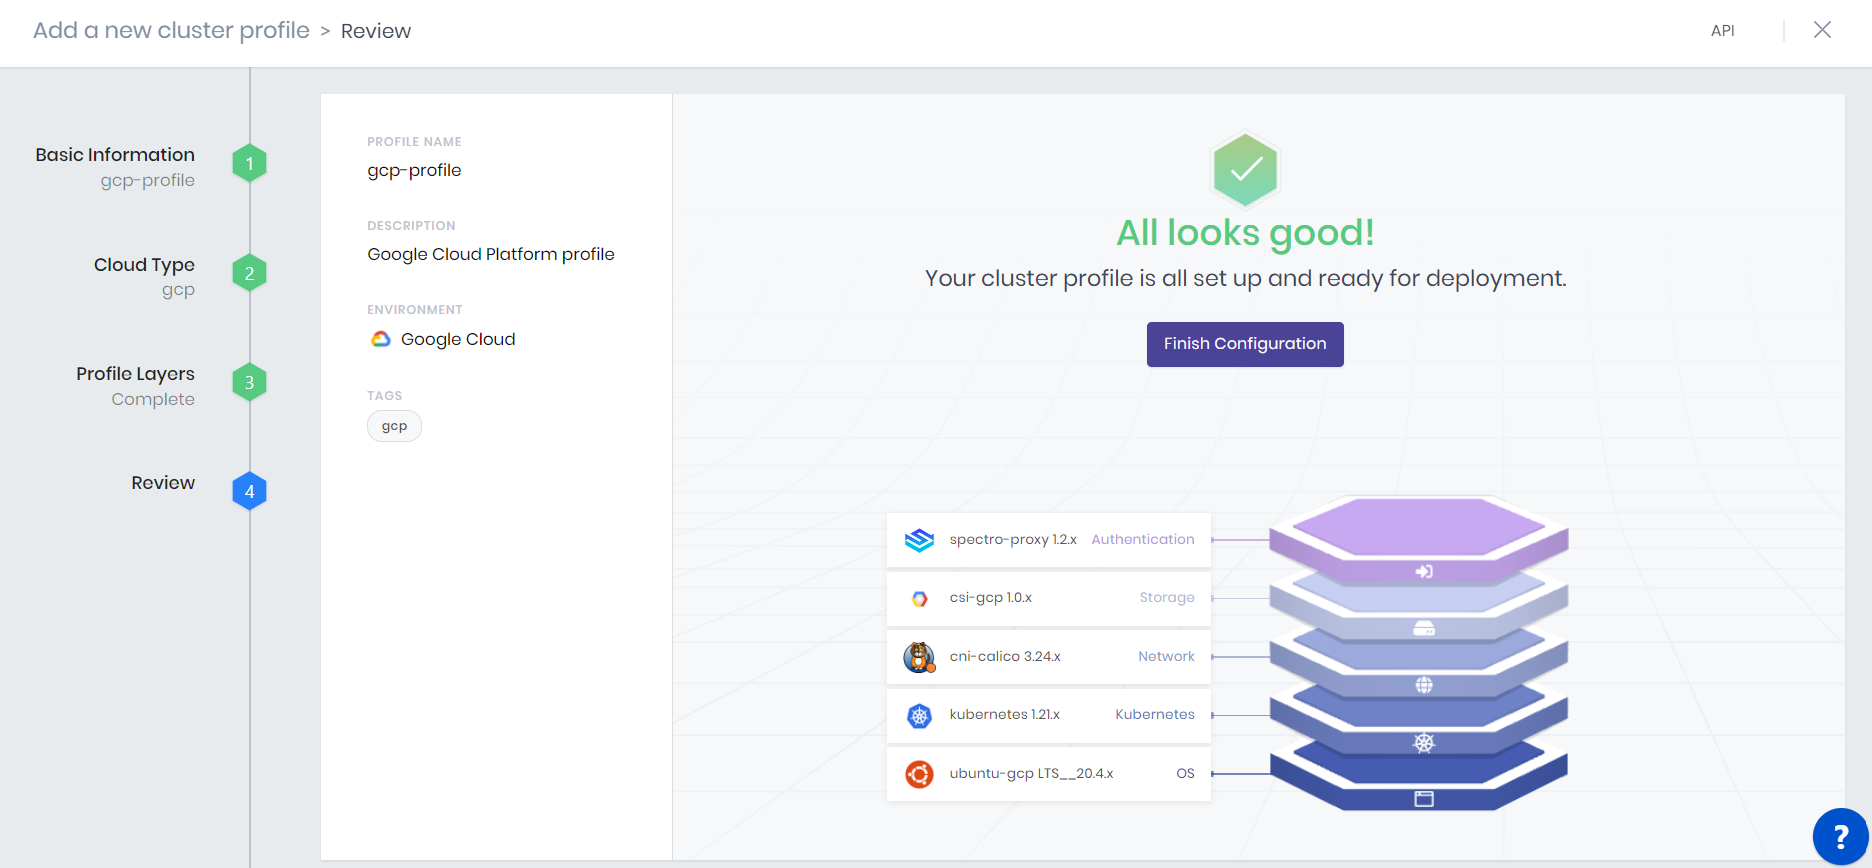 Add a new cluster profile > Review
API
Basic Information
gcp-profile
1
Cloud Type
gcp
2
Profile Layers
Complete
3
Review
4
PROFILE NAME
gcp-profile
DESCRIPTION
Google Cloud Platform profile
ENVIRONMENT
Google Cloud
TAGS
gcp
All looks good!
Your cluster profile is all set up and ready for deployment.
Finish Configuration
spectro-proxy 1.2.x Authentication
csi-gcp 1.0.x Storage
cni-calico 3.24.x Network
kubernetes 1.21.x Kubernetes
ubuntu-gcp LTS__20.4.x OS
?